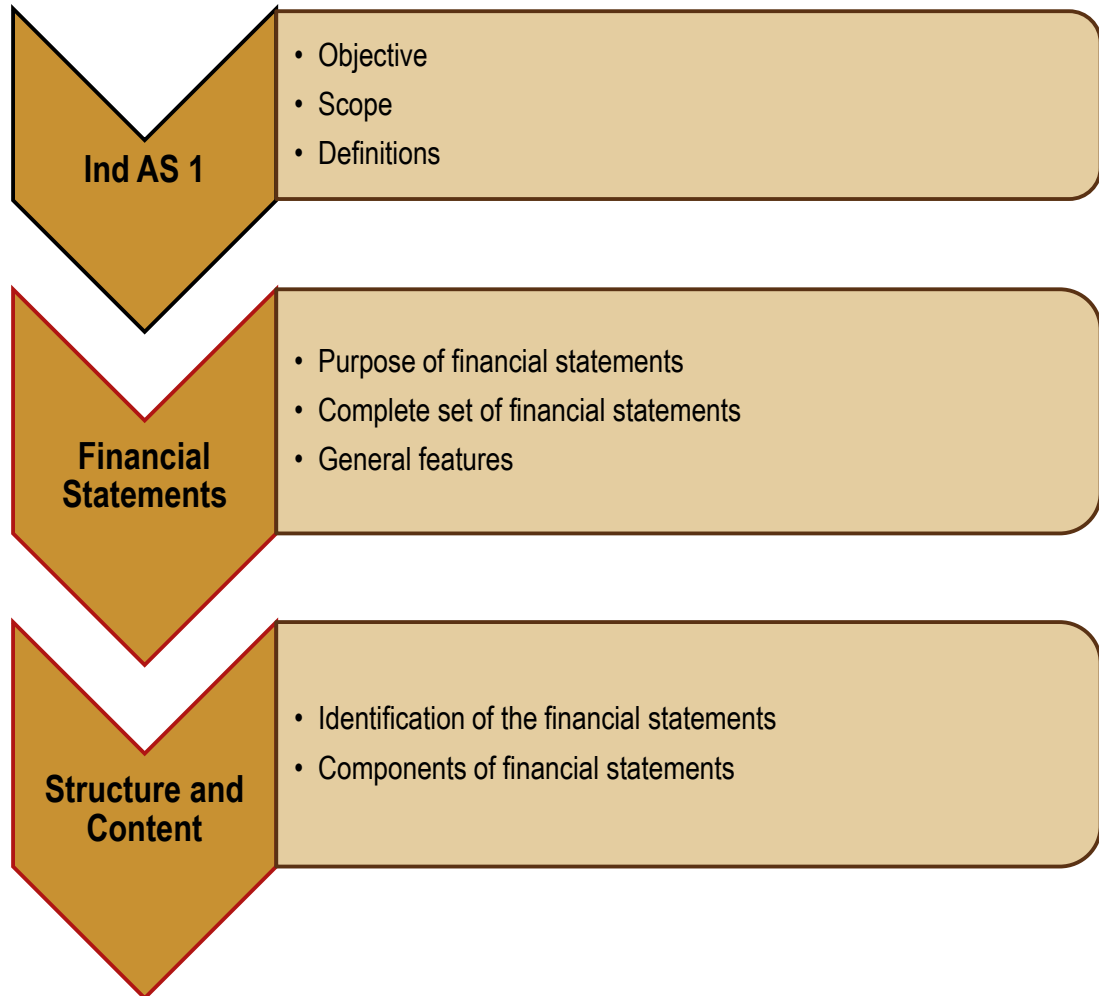 Ind AS 1
• Objective
• Scope
• Definitions
Financial
Statements
• Purpose of financial statements
• Complete set of financial statements
• General features
Structure and
Content
• Identification of the financial statements
• Components of financial statements